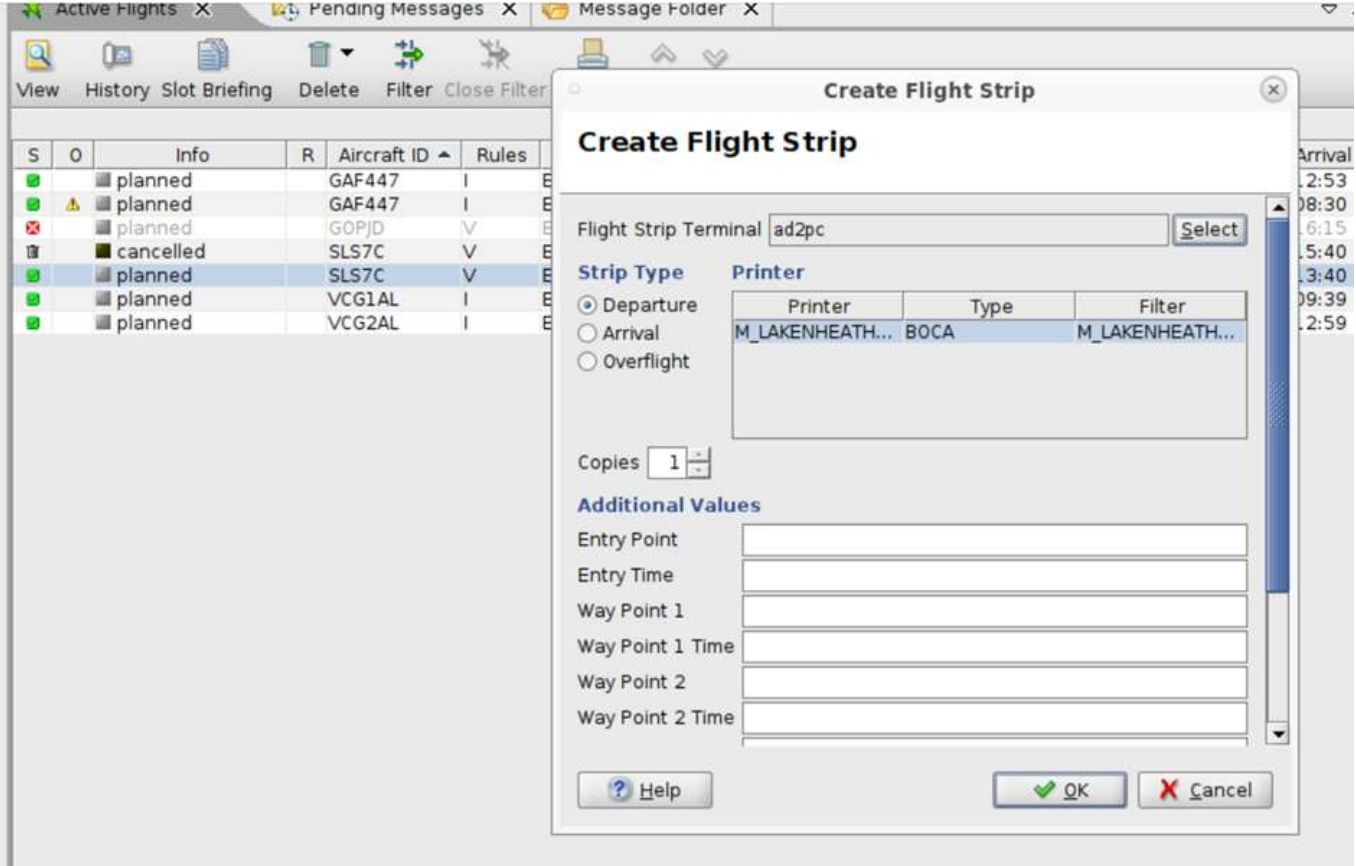 Active Flights X Pending Messages X Message Folder X
View History Slot Briefing Delete Filter Close Filter
S O Info R Aircraft ID Rules Arrival
planned GAF447 I E 2:53
planned GAF447 I E 08:30
planned GOPJD V E 6:15
cancelled SLS7C V E 5:40
planned SLS7C V E 3:40
planned VCG1AL I E 09:39
planned VCG2AL I E 2:59
Create Flight Strip
Create Flight Strip
Flight Strip Terminal ad2pc Select
Strip Type Printer
Departure
Arrival
Overflight
Printer Type Filter
M_LAKENHEATH... BOCA M_LAKENHEATH...
Copies 1
Additional Values
Entry Point
Entry Time
Way Point 1
Way Point 1 Time
Way Point 2
Way Point 2 Time
Help OK Cancel